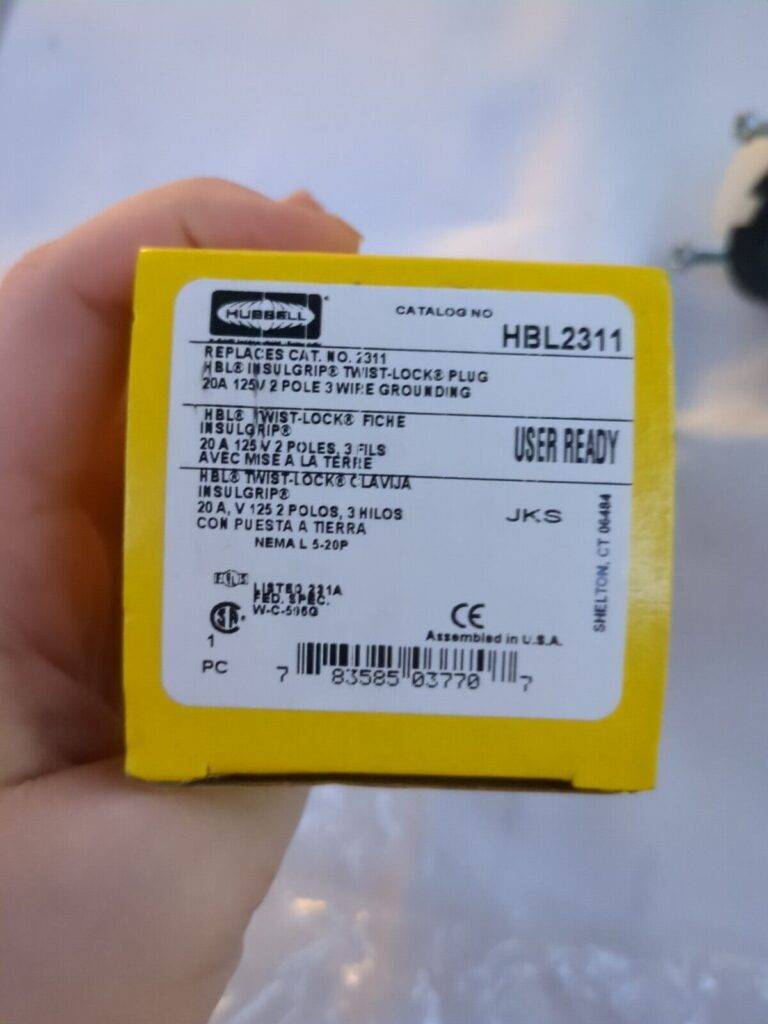 HUBBELL
CATALOG NO
HBL2311
REPLACES CAT. NO. 2311
HBL® INSULGRIP® TWIST-LOCK® PLUG
20A 125V 2 POLE 3 WIRE GROUNDING
HBL® TWIST-LOCK® FICHE
INSULGRIP®
20 A 125 V 2 POLES, 3 FILS
AVEC MISE A LA TERRE
USER READY
HBL® TWIST-LOCK® CLAVIJA
INSULGRIP®
20 A, V 125 2 POLOS, 3 HILOS
CON PUESTA A TIERRA
NEMA L 5-20P
JKS
SHELTON, CT 06484
LISTED 231A
FED. SPEC.
W-C-596G
CE
Assembled in U.S.A.
1
PC
7 83585 03770 7